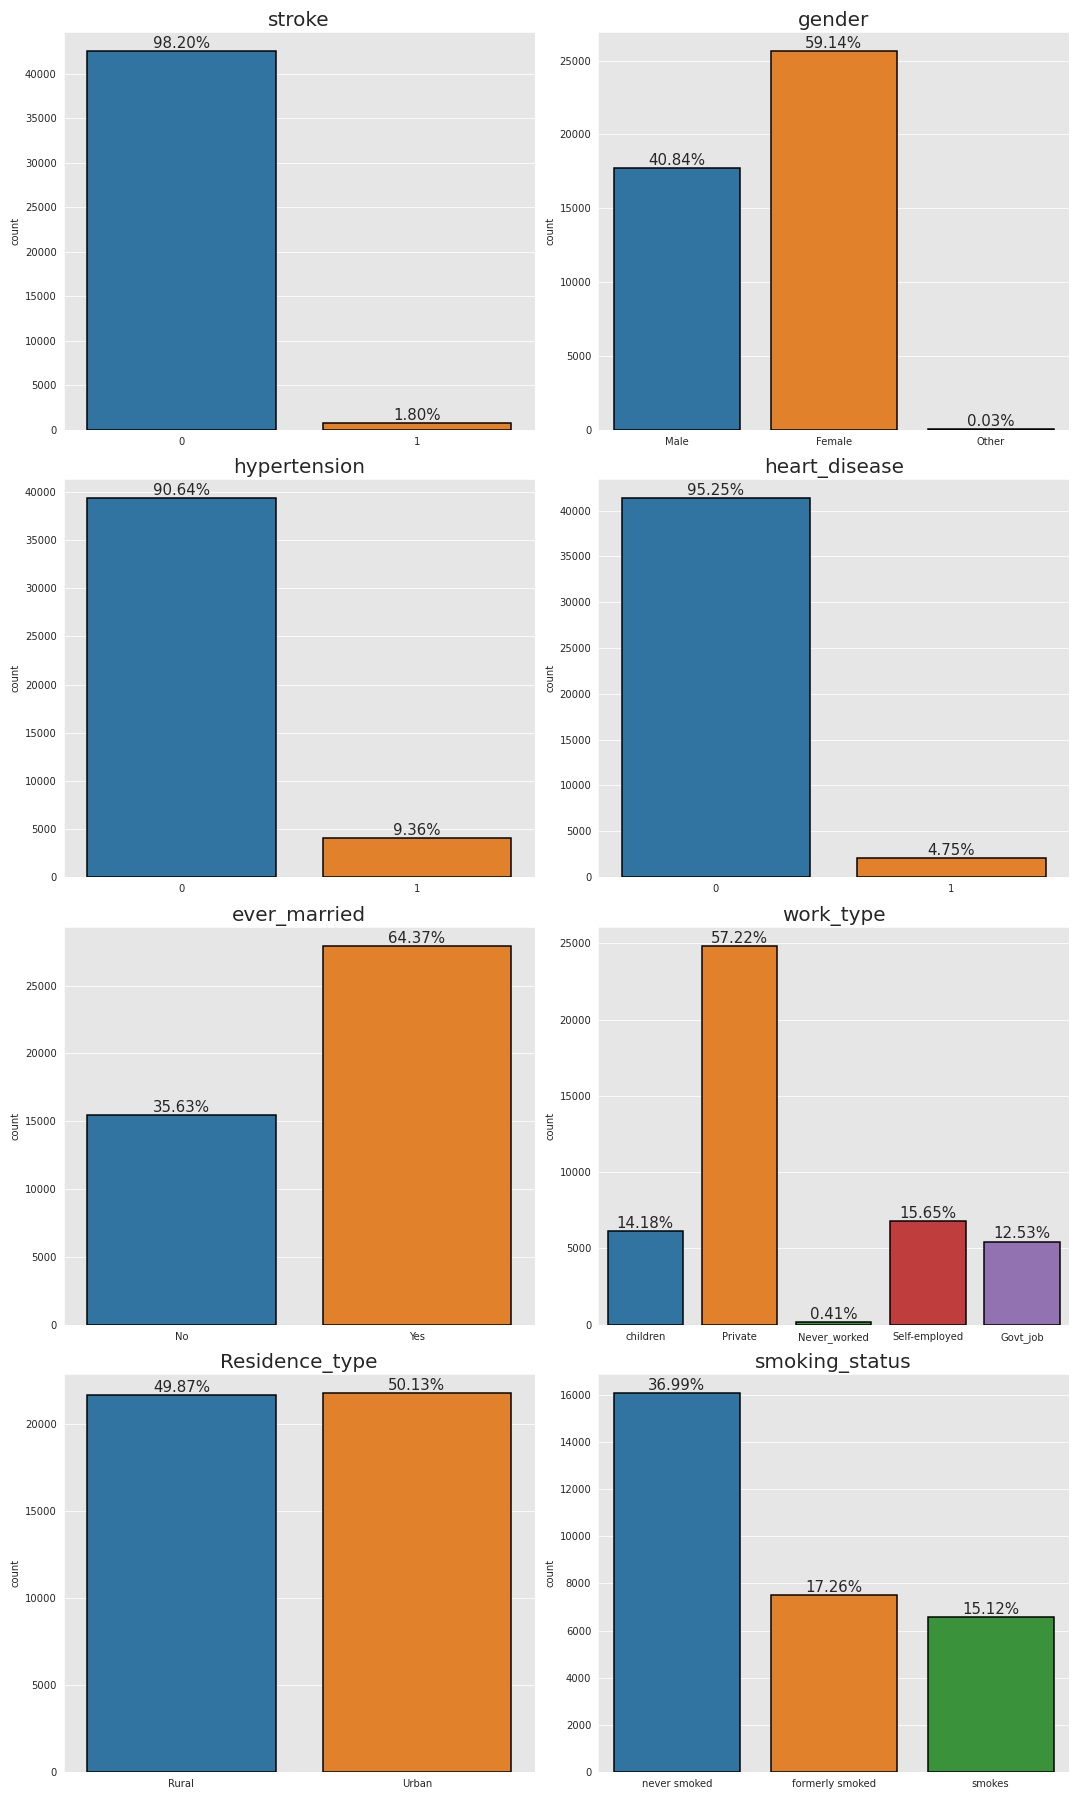 stroke
98.20%
1.80%
count
40000
35000
30000
25000
20000
15000
10000
5000
0
0
1
gender
40.84%
59.14%
0.03%
count
25000
20000
15000
10000
5000
0
Male
Female
Other
hypertension
90.64%
9.36%
count
40000
35000
30000
25000
20000
15000
10000
5000
0
0
1
heart_disease
95.25%
4.75%
count
40000
35000
30000
25000
20000
15000
10000
5000
0
0
1
ever_married
35.63%
64.37%
count
25000
20000
15000
10000
5000
0
No
Yes
work_type
14.18%
57.22%
0.41%
15.65%
12.53%
count
25000
20000
15000
10000
5000
0
children
Private
Never_worked
Self-employed
Govt_job
Residence_type
49.87%
50.13%
count
20000
15000
10000
5000
0
Rural
Urban
smoking_status
36.99%
17.26%
15.12%
count
16000
14000
12000
10000
8000
6000
4000
2000
0
never smoked
formerly smoked
smokes